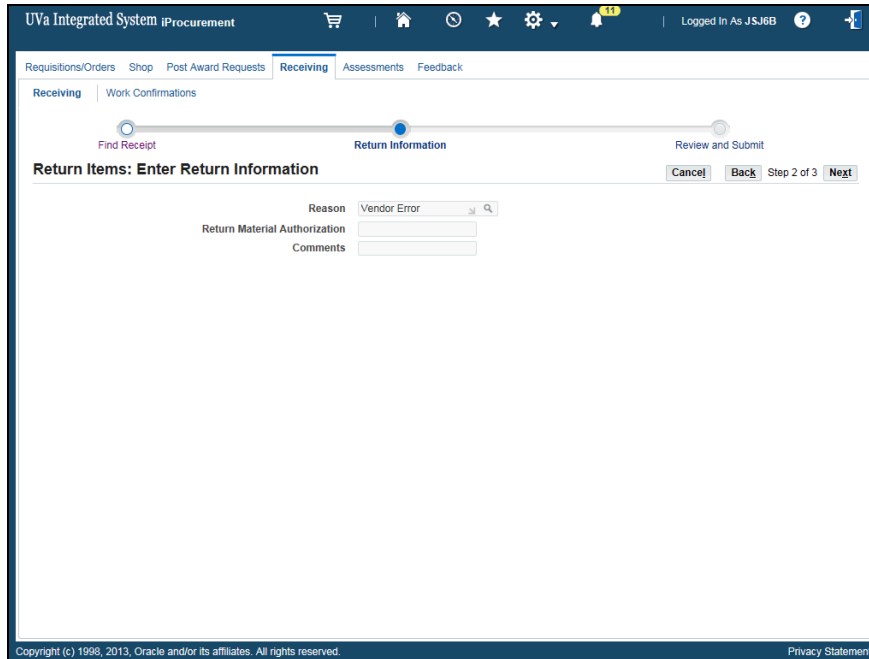 UVa Integrated System iProcurement
11
Logged In As JSJ6B
?
Requisitions/Orders Shop Post Award Requests Receiving Assessments Feedback
Receiving Work Confirmations
Find Receipt Return Information Review and Submit
Return Items: Enter Return Information
Cancel Back Step 2 of 3 Next
Reason Vendor Error
Return Material Authorization
Comments
Copyright (c) 1998, 2013, Oracle and/or its affiliates. All rights reserved. Privacy Statement